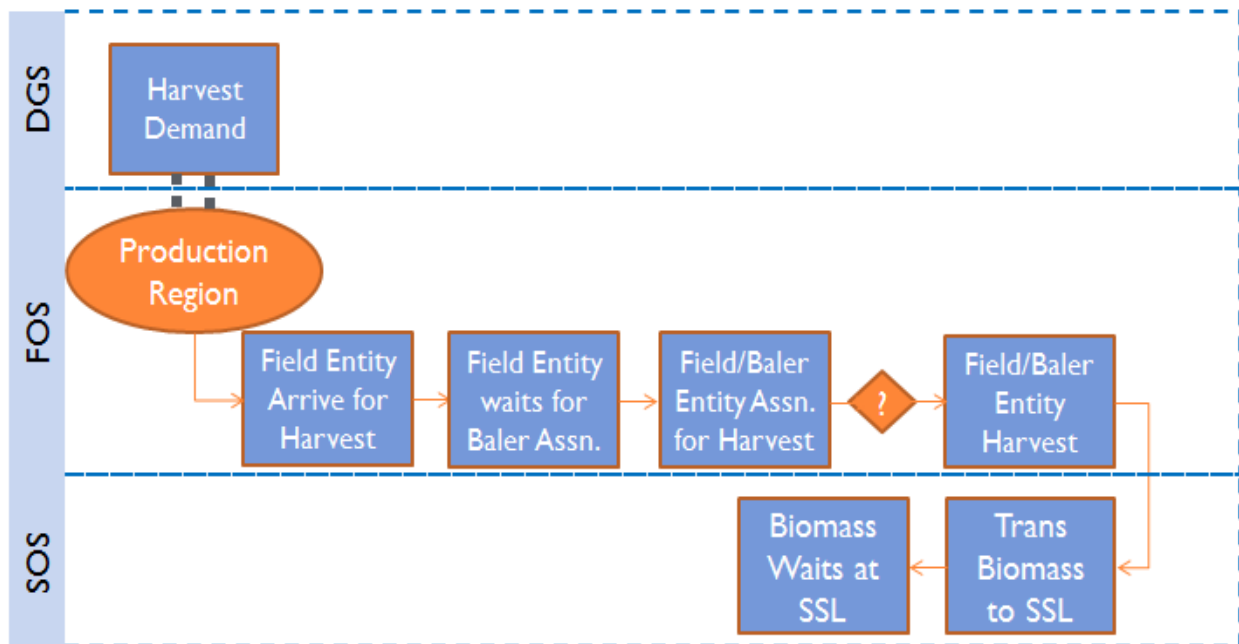 DGS
Harvest
Demand
FOS
Production
Region
Field Entity
Arrive for
Harvest
Field Entity
waits for
Baler Assn.
Field/Baler
Entity Assn.
for Harvest
?
Field/Baler
Entity
Harvest
SOS
Biomass
Waits at
SSL
Trans
Biomass
to SSL